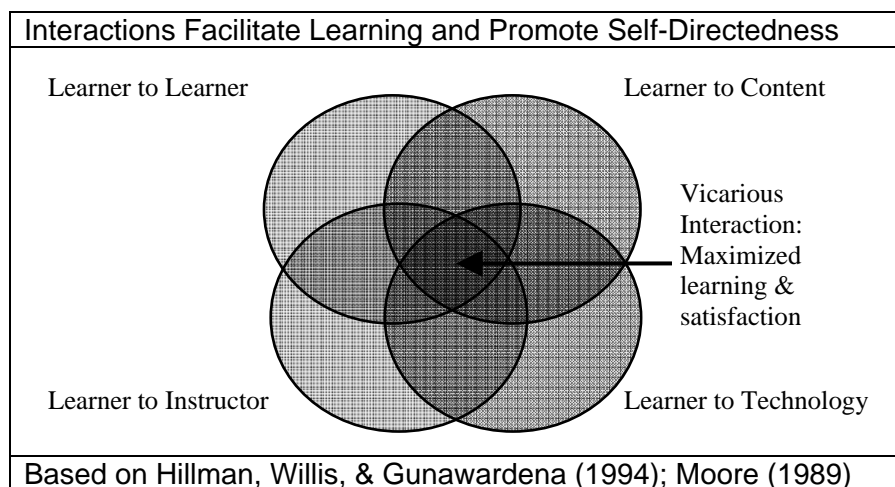 Interactions Facilitate Learning and Promote Self-Directedness
Learner to Learner
Learner to Content
Vicarious
Interaction:
Maximized
learning &
satisfaction
Learner to Instructor
Learner to Technology
Based on Hillman, Willis, & Gunawardena (1994); Moore (1989)